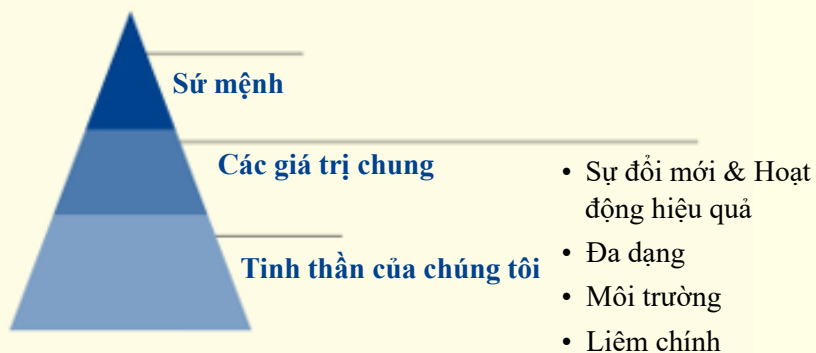 Sứ mệnh
Các giá trị chung
Tinh thần của chúng tôi
• Sự đổi mới & Hoạt
động hiệu quả
• Đa dạng
• Môi trường
• Liêm chính